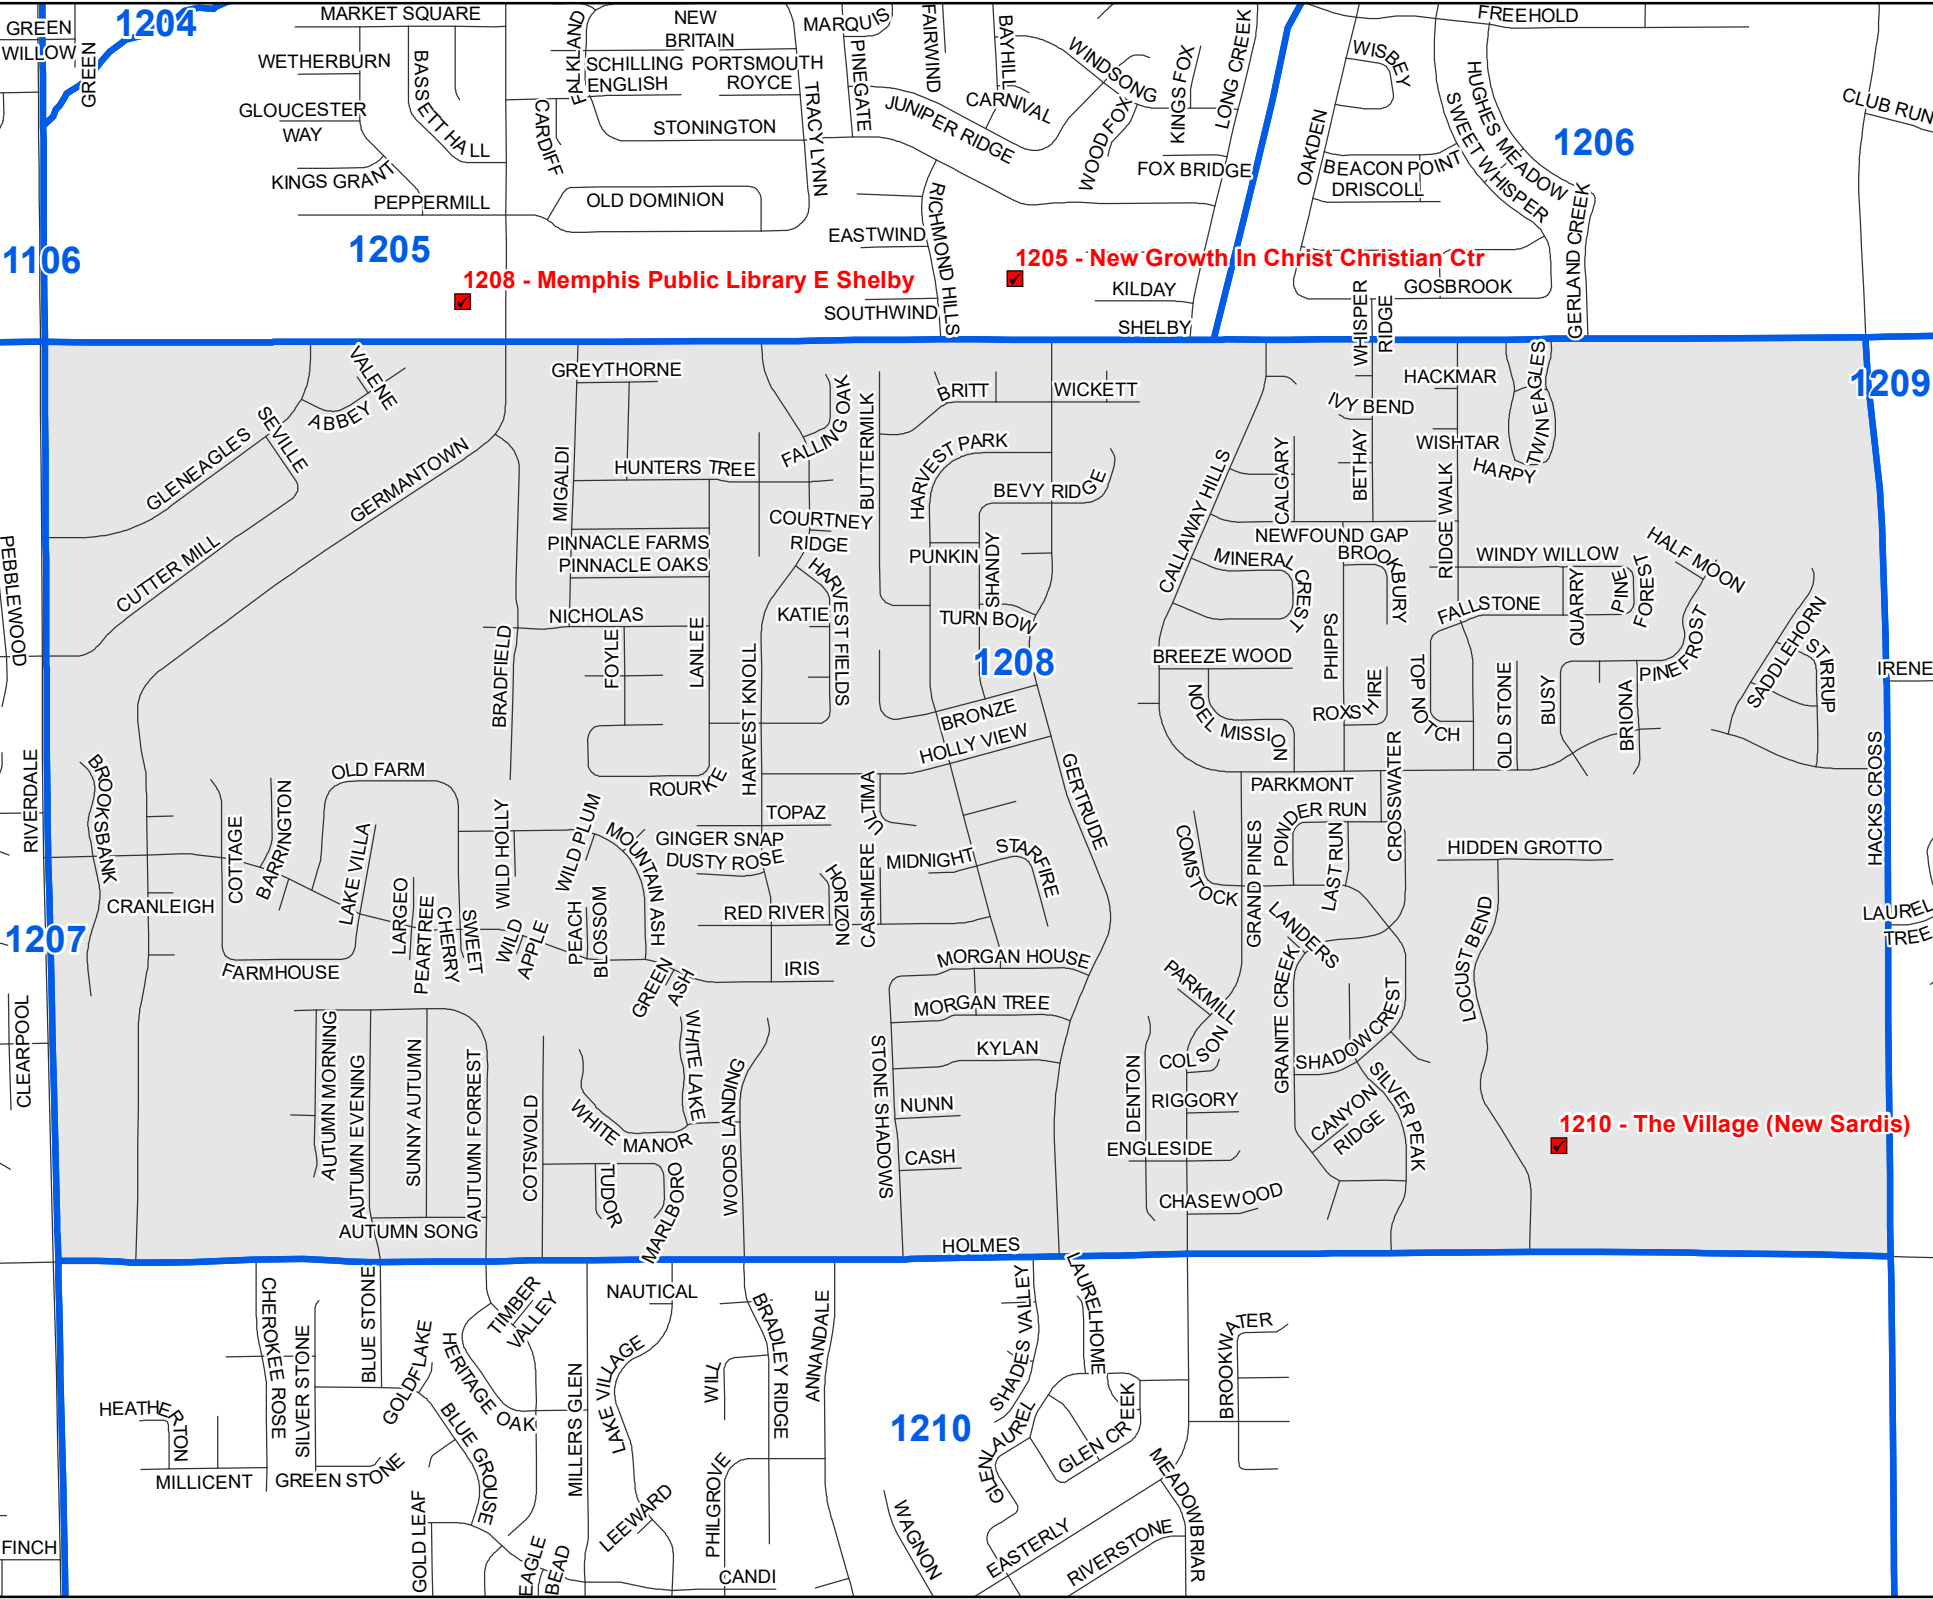 GREEN
WILLOW
GREEN
1204
MARKET SQUARE
WETHERBURN
BASSETT HALL
GLOUCESTER
WAY
KINGS GRANT
PEPPERMILL
FALKLAND
NEW
BRITAIN
SCHILLING
ENGLISH
PORTSMOUTH
ROYCE
CARDIFF
STONINGTON
TRACY LYNN
OLD DOMINION
MARQUIS
PINEGATE
FAIRWIND
BAYHILL
CARNIVAL
JUNIPER RIDGE
WINDSONG
WOOD FOX
KINGS FOX
LONG CREEK
FOX BRIDGE
FREEHOLD
WISBEY
OAKDEN
HUGHES MEADOW
SWEET WHISPER
BEACON POINT
DRISCOLL
1206
CLUB RUN
GERLAND CREEK
1106
1205
EASTWIND
RICHMOND HILLS
1208 - Memphis Public Library E Shelby
1205 - New Growth In Christ Christian Ctr
SOUTHWIND
KILDAY
SHELBY
WHISPER
RIDGE
GOSBROOK
VALENE
ABBEY
SEVILLE
GLENEAGLES
GERMANTOWN
CUTTER MILL
GREYTHORNE
MIGALDI
HUNTERS TREE
FALLING OAK
BUTTERMILK
BRITT
WICKETT
HARVEST PARK
BEVY RIDGE
COURTNEY
RIDGE
PINNACLE FARMS
PINNACLE OAKS
PUNKIN
SHANDY
CALLAWAY HILLS
CALGARY
IVY BEND
BETHAY
HACKMAR
WISHTAR
HARPY
TWIN EAGLES
RIDGE WALK
1209
NEWFOUND GAP
MINERAL
CREST
BROOKBURY
WINDY WILLOW
HALF MOON
FALLSTONE
QUARRY
PINE
FOREST
PINE FROST
PEBBLEWOOD
NICHOLAS
FOYLE
LANLEE
BRADFIELD
KATIE
HARVEST FIELDS
HARVEST KNOLL
TURN BOW
1208
BREEZE WOOD
PHIPPS
ROXSHIRE
NOEL MISSION
TOP NOTCH
OLD STONE
BUSY
BRIONA
SADDLEHORN
STIRRUP
IRENE
BRONZE
HOLLY VIEW
GERTRUDE
RIVERDALE
BROOKSBANK
OLD FARM
COTTAGE
BARRINGTON
LAKE VILLA
ROURKE
TOPAZ
ULTIMA
WILD HOLLY
WILD PLUM
MOUNTAIN ASH
GINGER SNAP
DUSTY ROSE
HORIZON
CASHMERE
MIDNIGHT
STARFIRE
PARKMONT
POWDER RUN
LAST RUN
CROSSWATER
GRAND PINES
COMSTOCK
HIDDEN GROTTO
HACKS CROSS
CRANLEIGH
FARMHOUSE
LARGEO
PEARTREE
CHERRY
SWEET
WILD
APPLE
PEACH
BLOSSOM
GREEN
ASH
RED RIVER
IRIS
1207
MORGAN HOUSE
MORGAN TREE
KYLAN
LANDERS
PARKMILL
GRANITE CREEK
LOCUST BEND
LAUREL
TREE
CLEARPOOL
AUTUMN MORNING
AUTUMN EVENING
SUNNY AUTUMN
AUTUMN FORREST
AUTUMN SONG
COTSWOLD
WHITE LAKE
WHITE
MANOR
TUDOR
MARLBORO
WOODS LANDING
STONE SHADOWS
NUNN
CASH
DENTON
COLSON
RIGGORY
ENGLESIDE
CHASEWOOD
SHADOWCREST
CANYON
RIDGE
SILVER PEAK
1210 - The Village (New Sardis)
HOLMES
CHEROKEE ROSE
SILVER STONE
BLUE STONE
GOLDFLAKE
HERITAGE OAK
TIMBER
VALLEY
NAUTICAL
LAKE VILLAGE
MILLERS GLEN
WILL
BRADLEY RIDGE
ANNANDALE
HEATHERTON
MILLICENT
GREEN STONE
BLUE GROUSE
GOLD LEAF
EAGLE
BEAD
LEEWARD
PHILGROVE
CANDI
FINCH
1210
SHADES VALLEY
LAURELHOME
GLENLAUREL
GLEN CREEK
WAGNON
EASTERLY
RIVERSTONE
MEADOWBRIAR
BROOKWATER